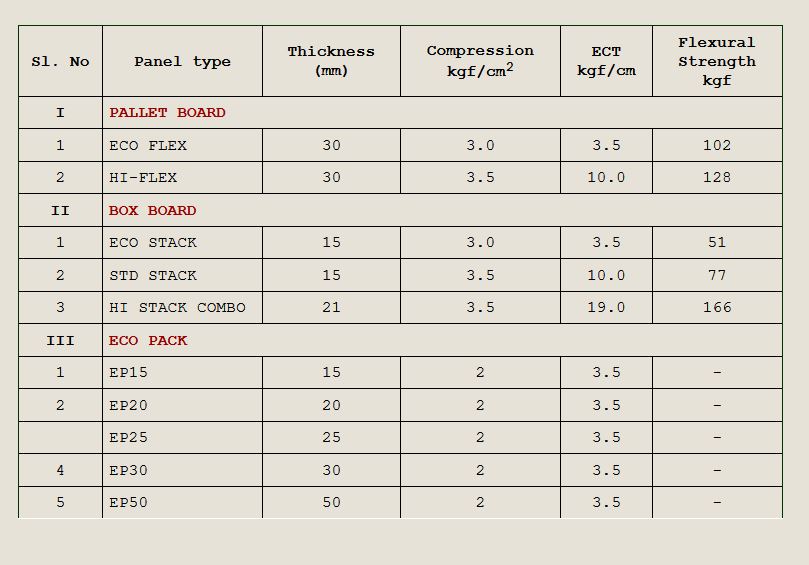 Sl. No Panel type Thickness (mm) Compression kgf/cm² ECT kgf/cm Flexural Strength kgf
I PALLET BOARD
1 ECO FLEX 30 3.0 3.5 102
2 HI-FLEX 30 3.5 10.0 128
II BOX BOARD
1 ECO STACK 15 3.0 3.5 51
2 STD STACK 15 3.5 10.0 77
3 HI STACK COMBO 21 3.5 19.0 166
III ECO PACK
1 EP15 15 2 3.5 -
2 EP20 20 2 3.5 -
EP25 25 2 3.5 -
4 EP30 30 2 3.5 -
5 EP50 50 2 3.5 -